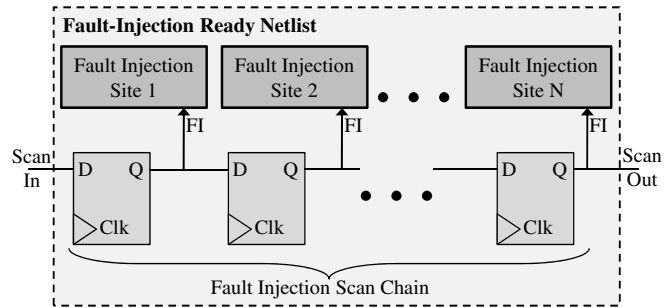 Fault-Injection Ready Netlist
Fault Injection
Site 1
Fault Injection
Site 2
Fault Injection
Site N
FI
FI
FI
Scan
In
D
Q
Clk
D
Q
Clk
D
Q
Clk
Scan
Out
Fault Injection Scan Chain